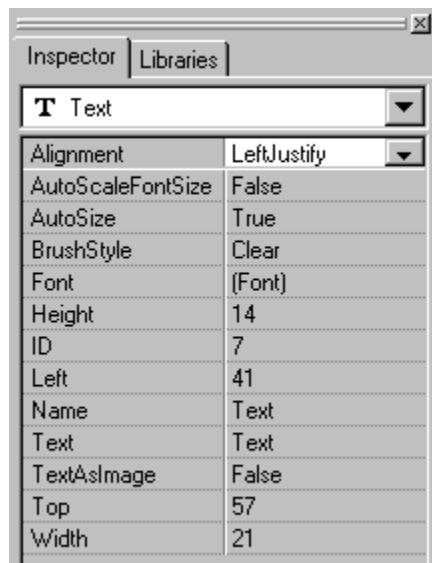 Inspector Libraries
T Text
Alignment LeftJustify
AutoScaleFontSize False
AutoSize True
BrushStyle Clear
Font (Font)
Height 14
ID 7
Left 41
Name Text
Text Text
TextAsImage False
Top 57
Width 21